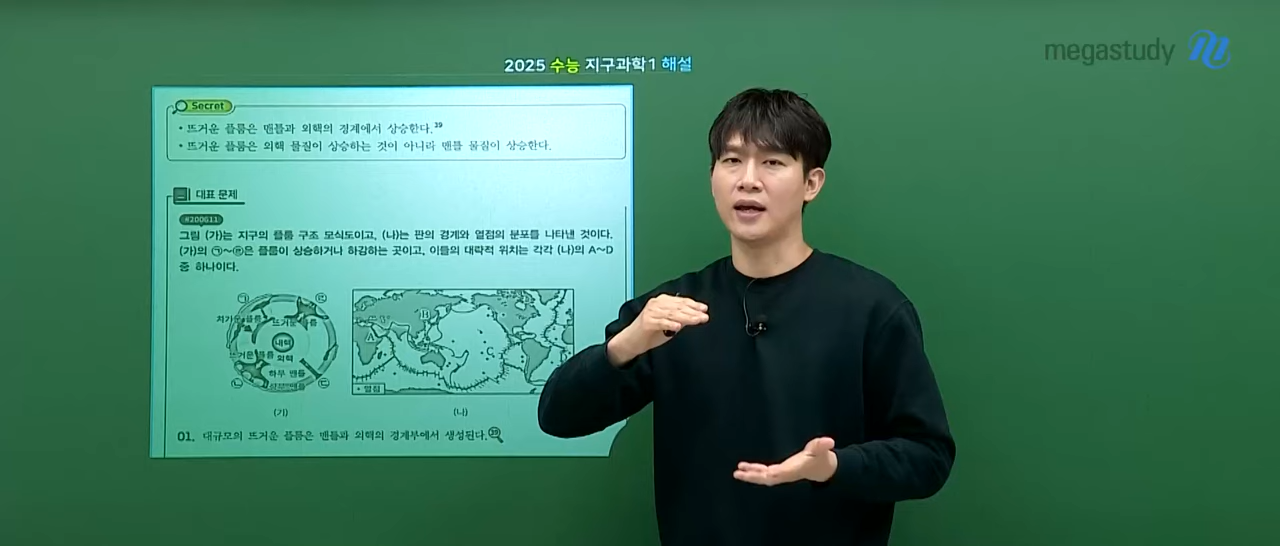 megastudy
2025 수능 지구과학1 해설
Secret
• 뜨거운 플룸은 맨틀과 외핵의 경계에서 상승한다.39
• 뜨거운 플룸은 외핵 물질이 상승하는 것이 아니라 맨틀 물질이 상승한다.
대표 문제
#200611
그림 (가)는 지구의 플룸 구조 모식도이고, (나)는 판의 경계와 열점의 분포를 나타낸 것이다.
(가)의 ㉠~㉣은 플룸이 상승하거나 하강하는 곳이고, 이들의 대략적 위치는 각각 (나)의 A~D
중 하나이다.
㉠
차가운 플룸
뜨거운 플룸
내핵
외핵
하부 맨틀
㉡
A
B
C
• 열점
(가)
(나)
01. 대규모의 뜨거운 플룸은 맨틀과 외핵의 경계부에서 생성된다.39